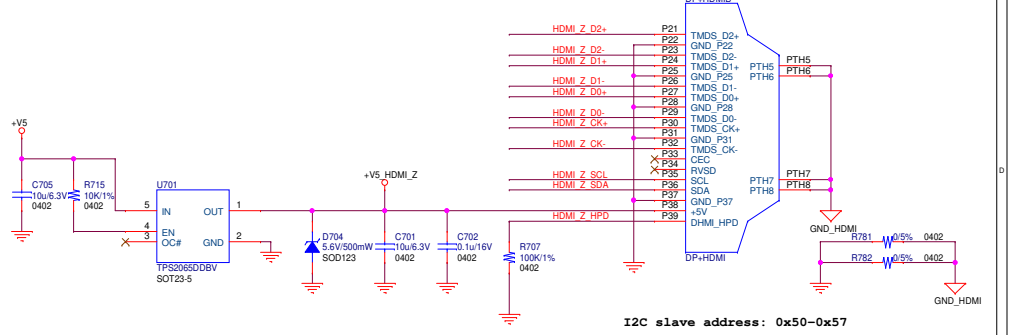 DP+HDMIB
HDMI_Z_D2+ P21 TMDS_D2+
P22 GND_P22
HDMI_Z_D2- P23 TMDS_D2-
HDMI_Z_D1+ P24 TMDS_D1+ PTH5 PTH5
P25 GND_P25 PTH6 PTH6
HDMI_Z_D1- P26 TMDS_D1-
HDMI_Z_D0+ P27 TMDS_D0+
P28 GND_P28
HDMI_Z_D0- P29 TMDS_D0-
HDMI_Z_CK+ P30 TMDS_CK+
P31 GND_P31
HDMI_Z_CK- P32 TMDS_CK-
P33 CEC
P34 RVSD
HDMI_Z_SCL P35 SCL PTH7 PTH7
HDMI_Z_SDA P36 SDA PTH8 PTH8
P37 GND_P37
P38 +5V
HDMI_Z_HPD P39 DHMI_HPD
DP+HDMI
GND_HDMI
+V5
C705
10u/6.3V
0402
R715
10K/1%
0402
U701
5 IN OUT 1
4 EN
3 OC# GND 2
TPS2065DDBV
SOT23-5
+V5_HDMI_Z
D704
5.6V/500mW
SOD123
C701
10u/6.3V
0402
C702
0.1u/16V
0402
R707
100K/1%
0402
R781 0/5% 0402
R782 0/5% 0402
GND_HDMI
I2C slave address: 0x50-0x57
D